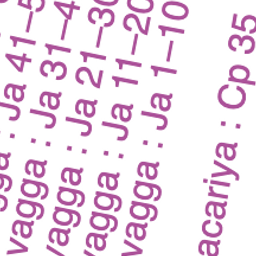 gga : Ja 41–5
vagga : Ja 31–4
vagga : Ja 21–30
vagga : Ja 11–20
vagga : Ja 1–10
acariya : Cp 35